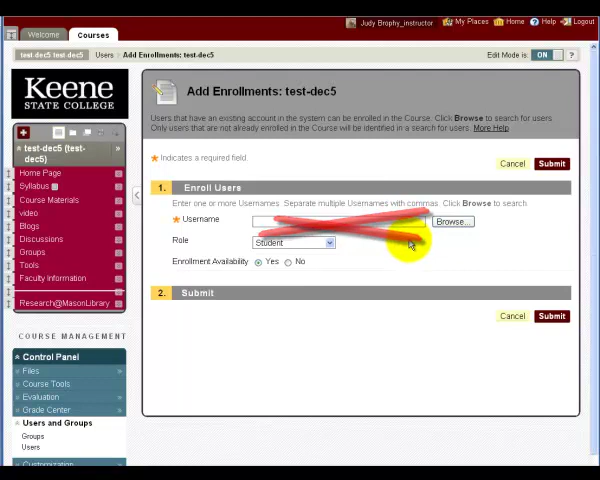 Judy Brophy_instructor My Places Home Help Logout
Welcome Courses
test-dec5 test-dec5 Users Add Enrollments: test-dec5 Edit Mode is: ON ?
Keene
STATE COLLEGE
Add Enrollments: test-dec5
Users that have an existing account in the system can be enrolled in the Course. Click Browse to search for users.
Only users that are not already enrolled in the Course will be identified in a search for users. More Help
Indicates a required field.
Cancel Submit
1. Enroll Users
Enter one or more Usernames. Separate multiple Usernames with commas. Click Browse to search
Username Browse...
Role Student
Enrollment Availability Yes No
2. Submit
Cancel Submit
test-dec5 (test-
dec5)
Home Page
Syllabus
Course Materials
video
Blogs
Discussions
Groups
Tools
Faculty Information
Research@MasonLibrary
COURSE MANAGEMENT
Control Panel
Files
Course Tools
Evaluation
Grade Center
Users and Groups
Groups
Users
Customization